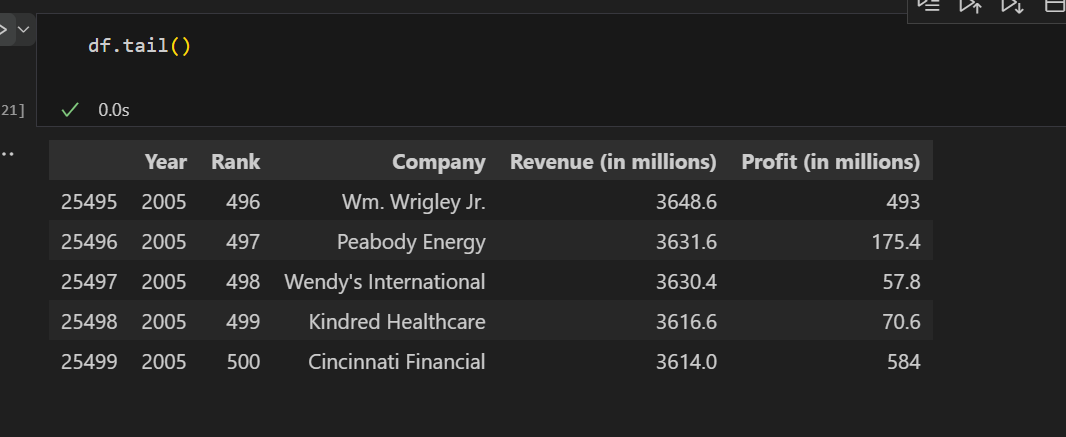 df.tail()
21]
0.0s
Year Rank Company Revenue (in millions) Profit (in millions)
25495 2005 496 Wm. Wrigley Jr. 3648.6 493
25496 2005 497 Peabody Energy 3631.6 175.4
25497 2005 498 Wendy's International 3630.4 57.8
25498 2005 499 Kindred Healthcare 3616.6 70.6
25499 2005 500 Cincinnati Financial 3614.0 584